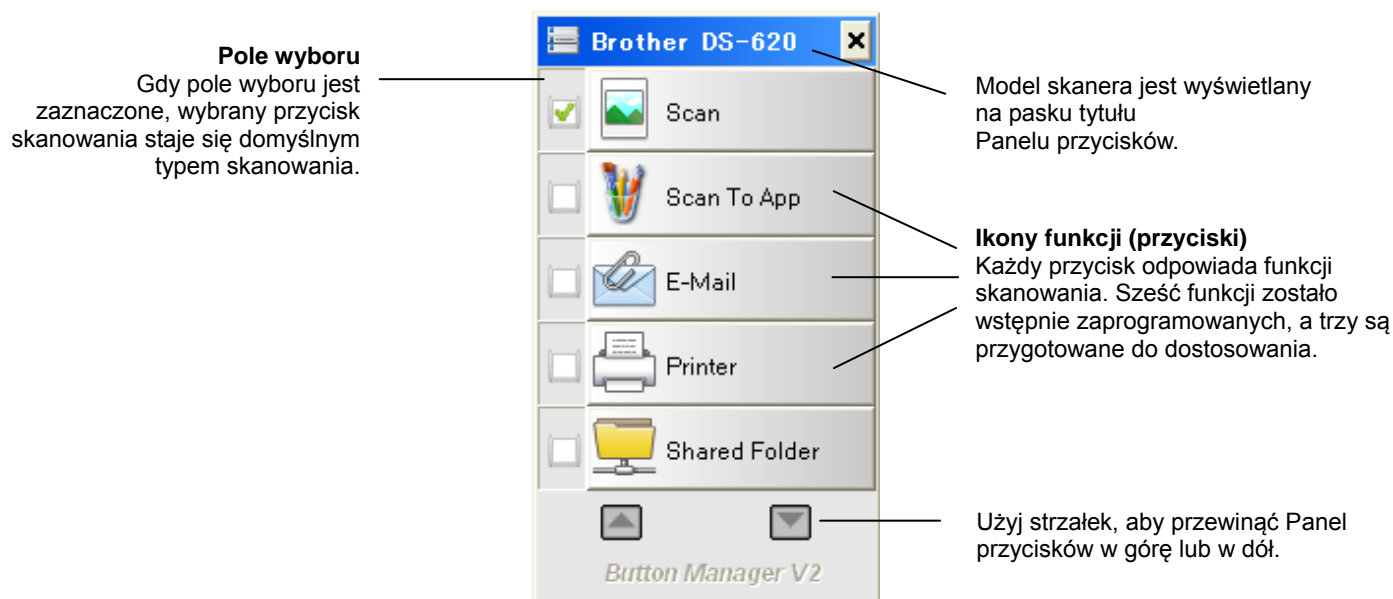 Pole wyboru
Gdy pole wyboru jest
zaznaczone, wybrany przycisk
skanowania staje się domyślnym
typem skanowania.
Brother DS-620
Scan
Scan To App
E-Mail
Printer
Shared Folder
Button Manager V2
Model skanera jest wyświetlany
na pasku tytułu
Panelu przycisków.
Ikony funkcji (przyciski)
Każdy przycisk odpowiada funkcji
skanowania. Sześć funkcji zostało
wstępnie zaprogramowanych, a trzy są
przygotowane do dostosowania.
Użyj strzałek, aby przewinąć Panel
przycisków w górę lub w dół.